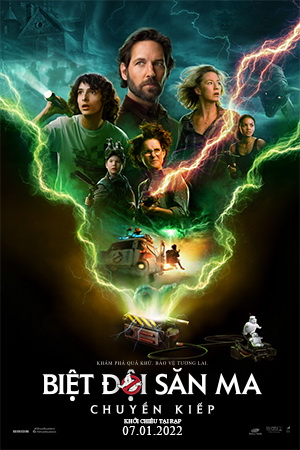 KHÁM PHÁ QUÁ KHỨ. BẢO VỆ TƯƠNG LAI.
BIỆT ĐỘI SĂN MA
CHUYỂN KIẾP
KHỞI CHIẾU TẠI RẠP
07.01.2022